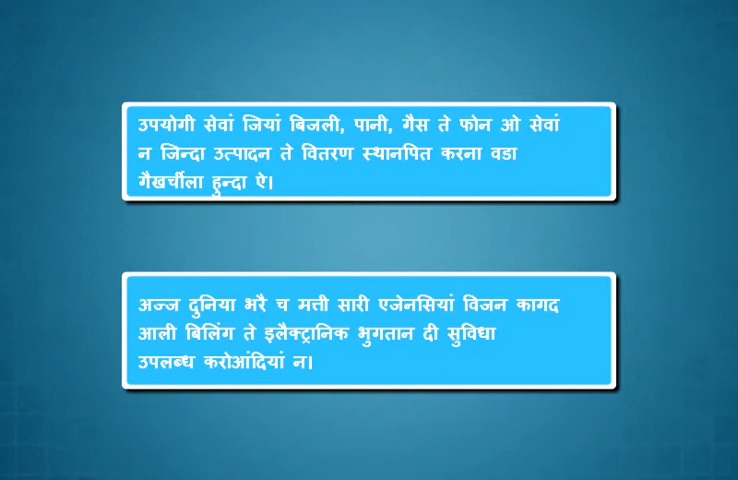 उपयोगी सेवां जियां बिजली, पानी, गैस ते फोन ओ सेवां
न जिन्दा उत्पादन ते वितरण स्थानपित करना वडा
गैखर्चीला हुन्दा ऐ।
अज्ज दुनिया भरै च मत्ती सारी एजेनसियां विजन कागद
आली बिलिंग ते इलैक्ट्रानिक भुगतान दी सुविधा
उपलब्ध करोआंदियां न।